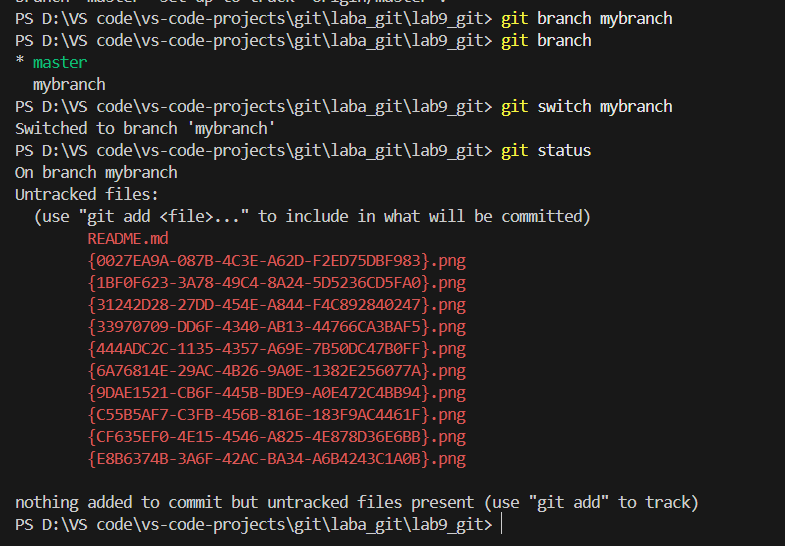 Branch 'master' set up to track 'origin/master'.
PS D:\VS code\vs-code-projects\git\laba_git\lab9_git> git branch mybranch
PS D:\VS code\vs-code-projects\git\laba_git\lab9_git> git branch
* master
  mybranch
PS D:\VS code\vs-code-projects\git\laba_git\lab9_git> git switch mybranch
Switched to branch 'mybranch'
PS D:\VS code\vs-code-projects\git\laba_git\lab9_git> git status
On branch mybranch
Untracked files:
  (use "git add <file>..." to include in what will be committed)
        README.md
        {0027EA9A-087B-4C3E-A62D-F2ED75DBF983}.png
        {1BF0F623-3A78-49C4-8A24-5D5236CD5FA0}.png
        {31242D28-27DD-454E-A844-F4C892840247}.png
        {33970709-DD6F-4340-AB13-44766CA3BAF5}.png
        {444ADC2C-1135-4357-A69E-7B50DC47B0FF}.png
        {6A76814E-29AC-4B26-9A0E-1382E256077A}.png
        {9DAE1521-CB6F-445B-BDE9-A0E472C4BB94}.png
        {C55B5AF7-C3FB-456B-816E-183F9AC4461F}.png
        {CF635EF0-4E15-4546-A825-4E878D36E6BB}.png
        {E8B6374B-3A6F-42AC-BA34-A6B4243C1A0B}.png

nothing added to commit but untracked files present (use "git add" to track)
PS D:\VS code\vs-code-projects\git\laba_git\lab9_git>